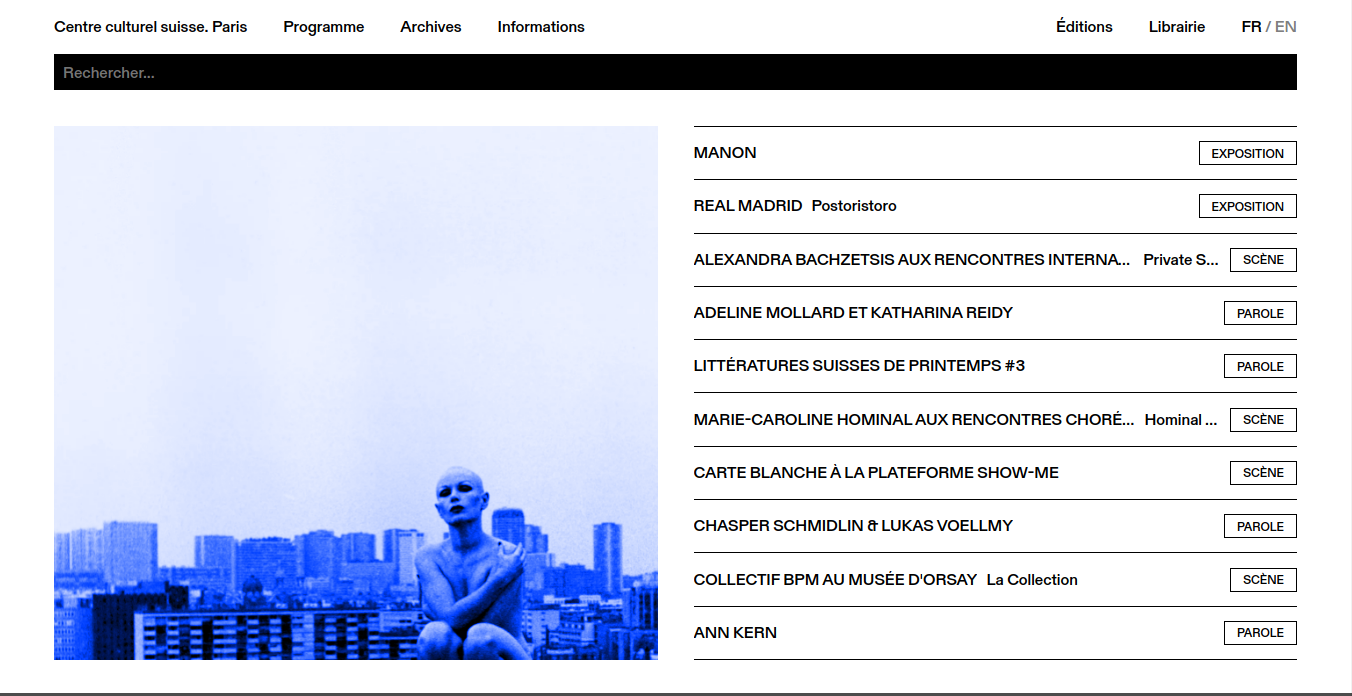 Centre culturel suisse. Paris Programme Archives Informations Éditions Librairie FR / EN
Rechercher...
MANON EXPOSITION
REAL MADRID Postoristoro EXPOSITION
ALEXANDRA BACHZETSIS AUX RENCONTRES INTERNA... Private S... SCÈNE
ADELINE MOLLARD ET KATHARINA REIDY PAROLE
LITTÉRATURES SUISSES DE PRINTEMPS #3 PAROLE
MARIE-CAROLINE HOMINAL AUX RENCONTRES CHORÉ... Hominal ... SCÈNE
CARTE BLANCHE À LA PLATEFORME SHOW-ME SCÈNE
CHASPER SCHMIDLIN & LUKAS VOELLMY PAROLE
COLLECTIF BPM AU MUSÉE D'ORSAY La Collection SCÈNE
ANN KERN PAROLE